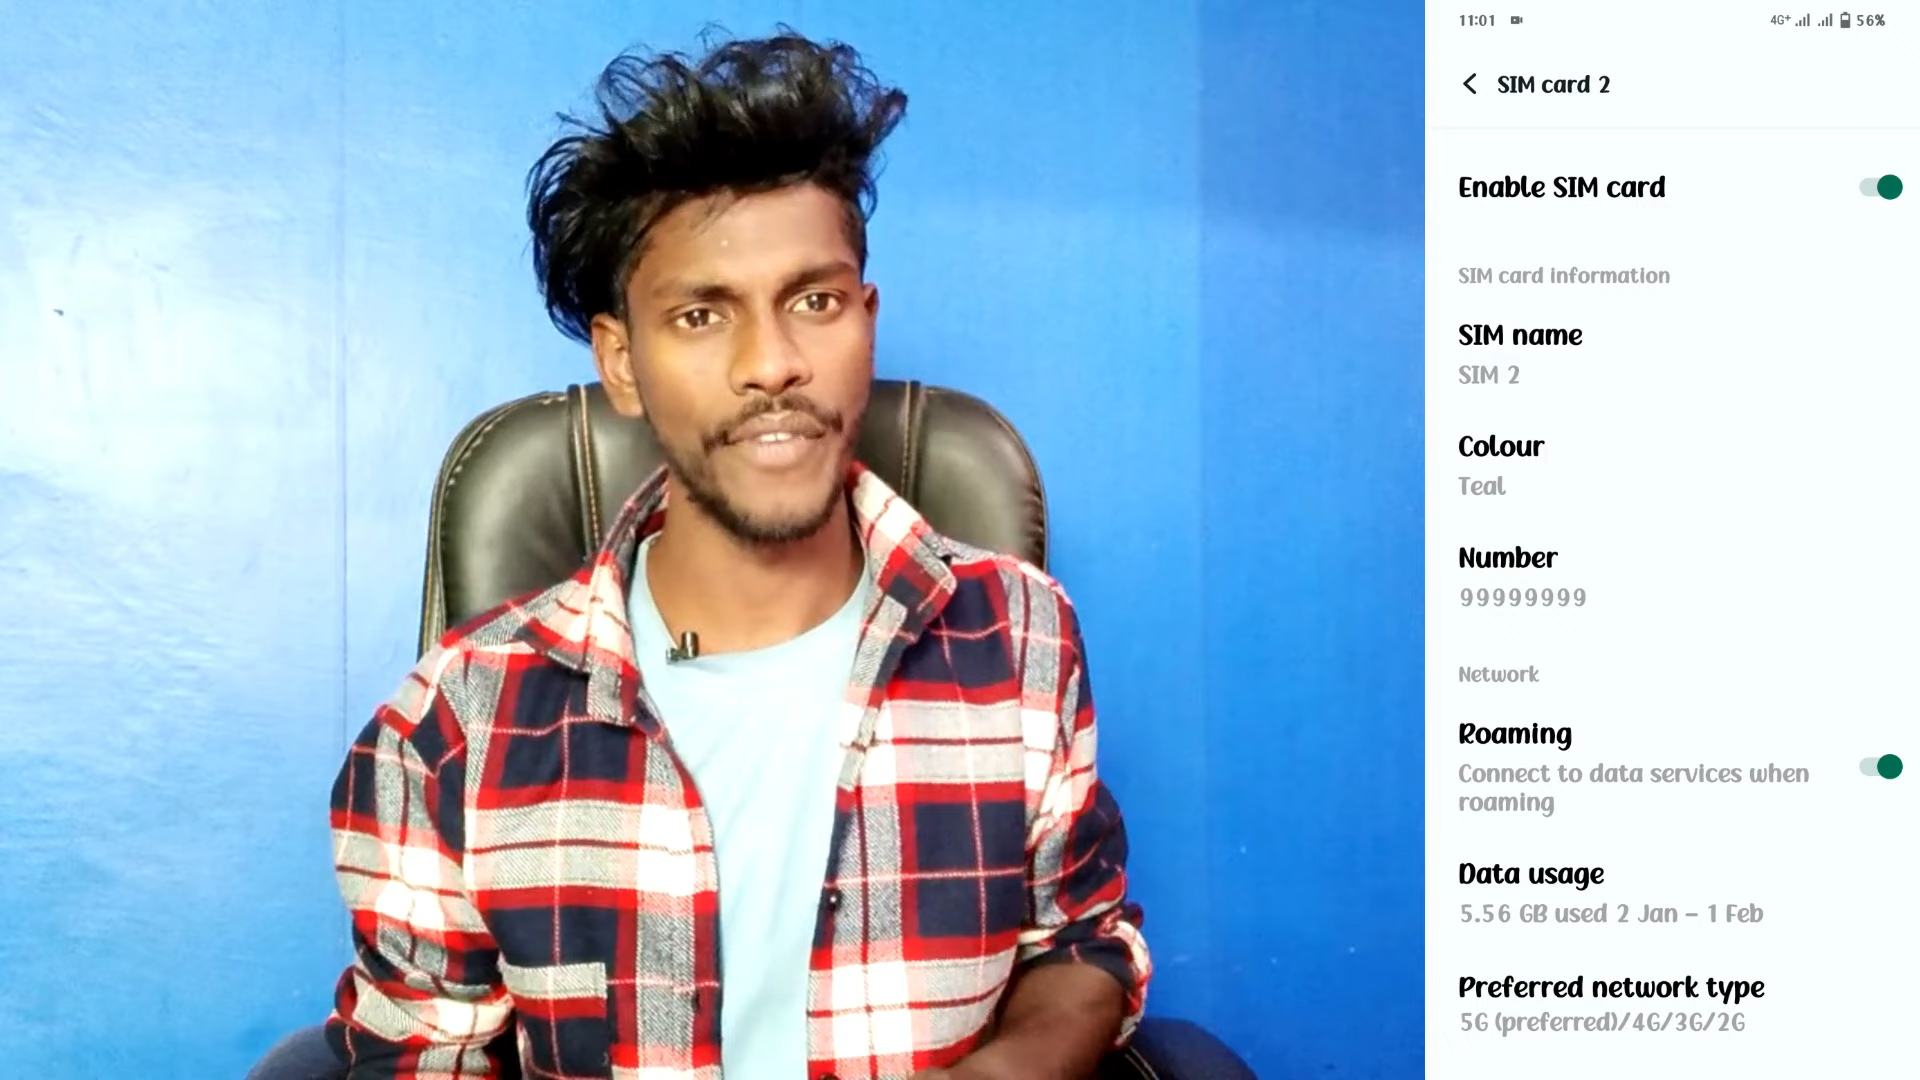 11:01 4G+ 56%
SIM card 2
Enable SIM card
SIM card information
SIM name
SIM 2
Colour
Teal
Number
99999999
Network
Roaming
Connect to data services when
roaming
Data usage
5.56 GB used 2 Jan – 1 Feb
Preferred network type
5G (preferred)/4G/3G/2G